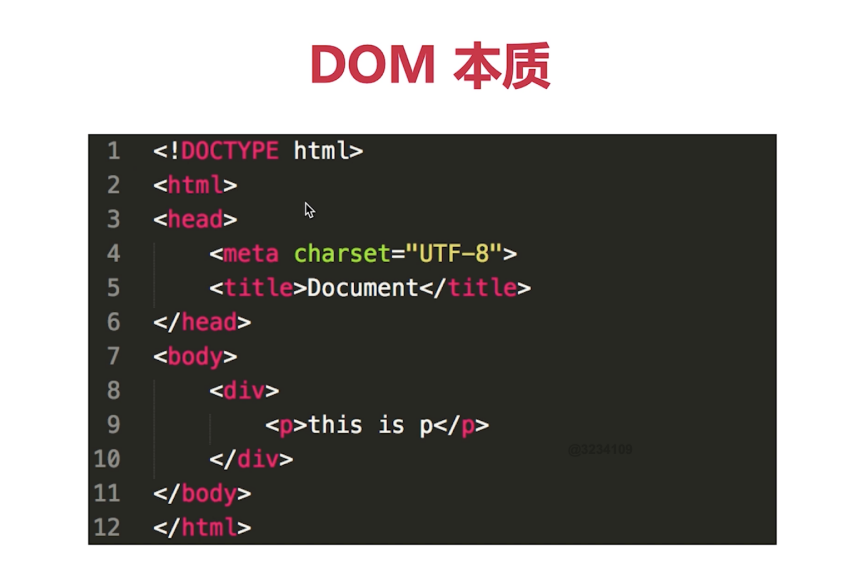 DOM 本质
1 <!DOCTYPE html>
2 <html>
3 <head>
4     <meta charset="UTF-8">
5     <title>Document</title>
6 </head>
7 <body>
8     <div>
9         <p>this is p</p>
@3234109
10     </div>
11 </body>
12 </html>